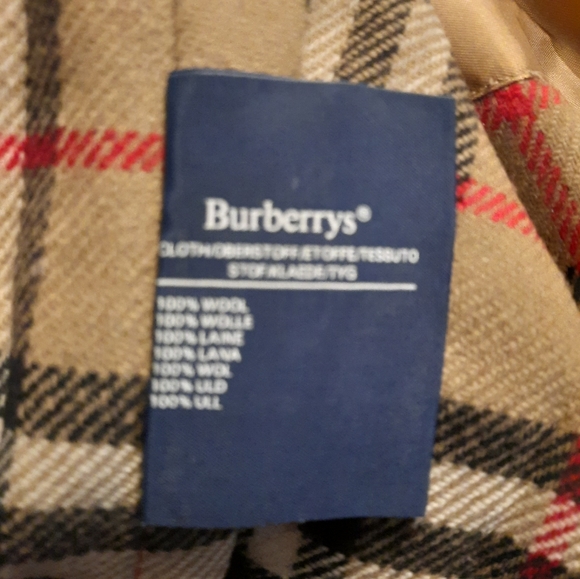 Burberrys®
CLOTH/OBERSTOFF/ETOFFE/TESSUTO
STOF/KLAEDE/TYG
100% WOOL
100% WOLLE
100% LAINE
100% LANA
100% WOL
100% ULD
100% ULL